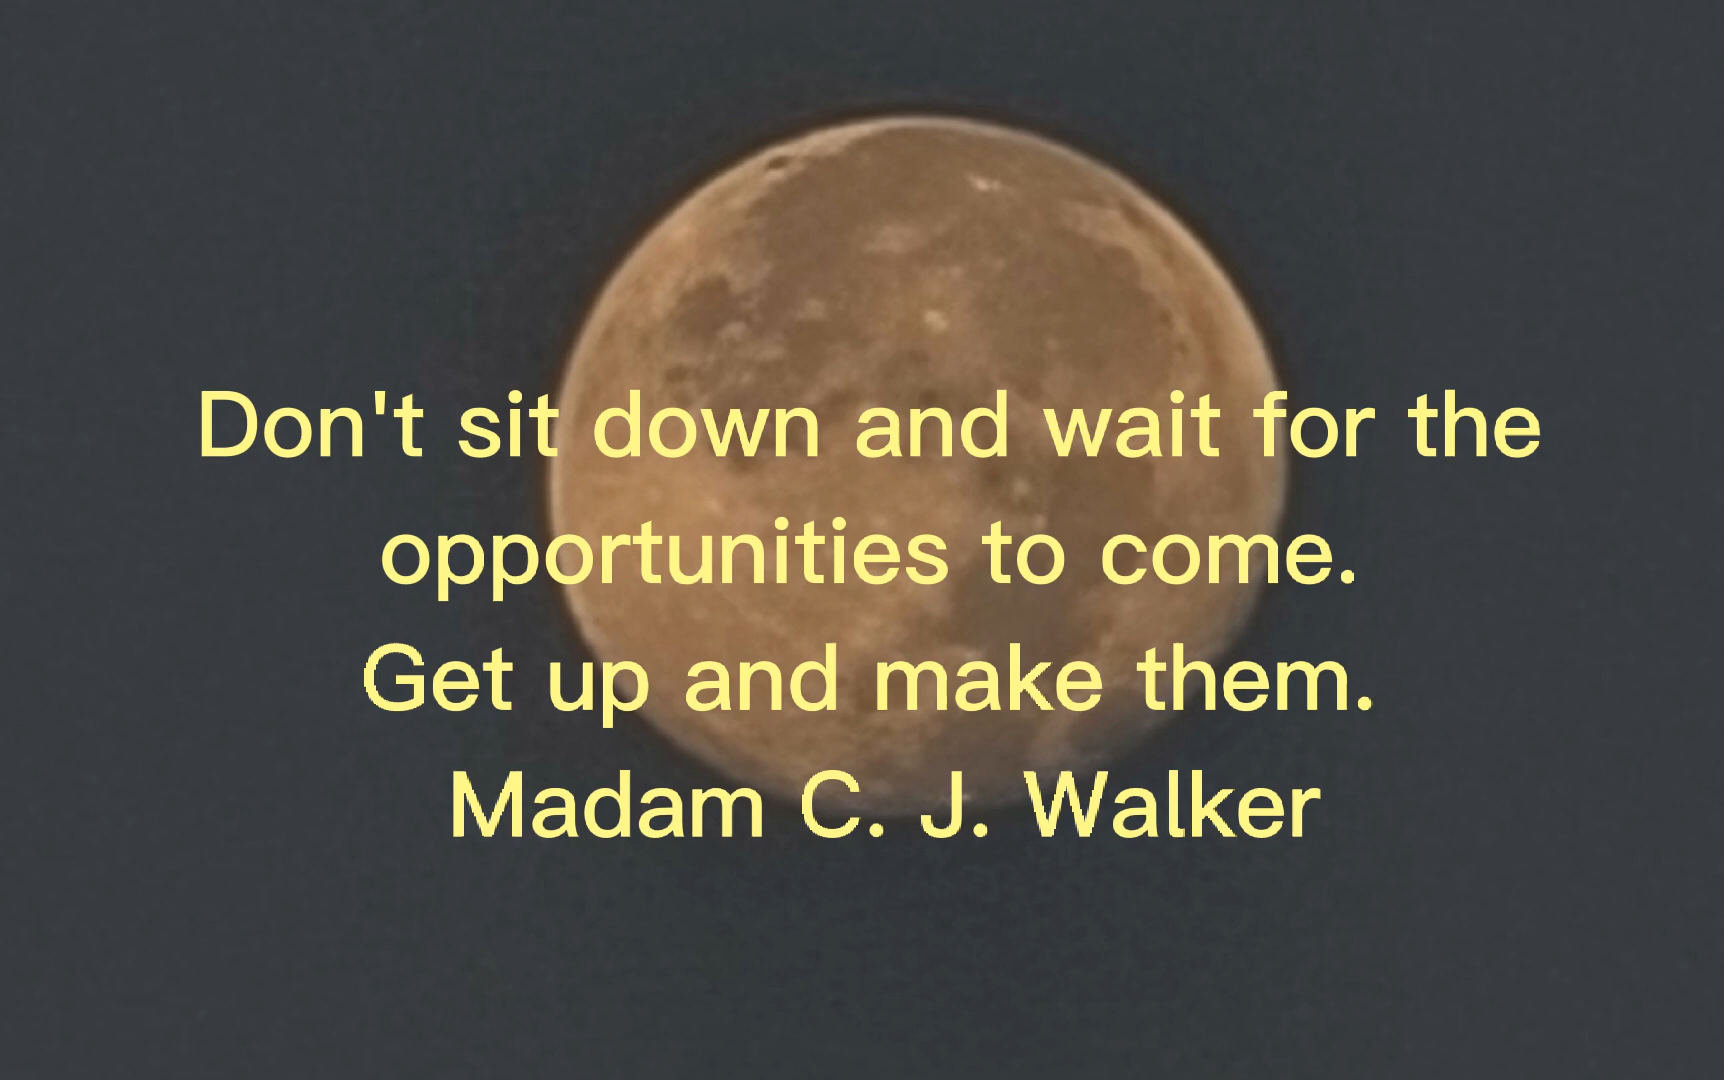 Don't sit down and wait for the
opportunities to come.
Get up and make them.
Madam C. J. Walker